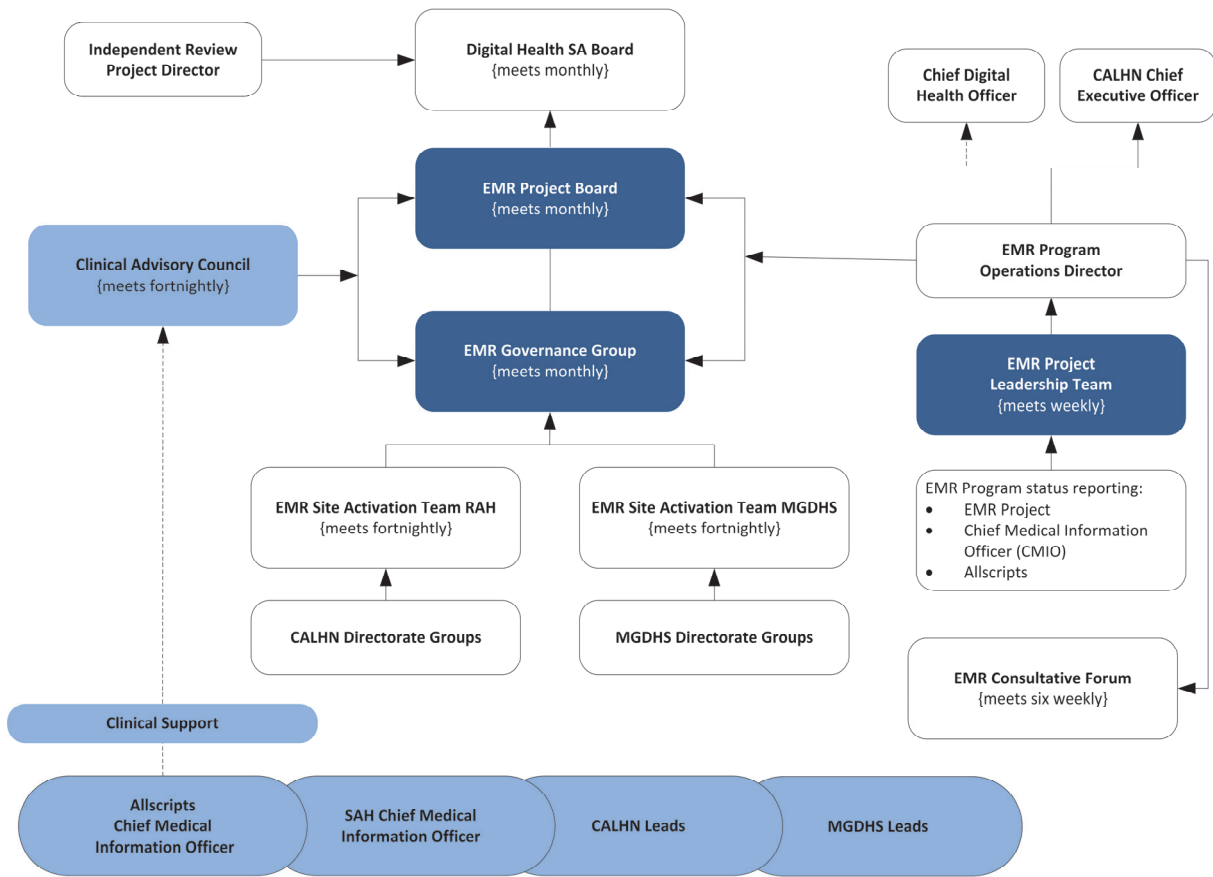 Independent Review
Project Director
Digital Health SA Board
{meets monthly}
Chief Digital
Health Officer
CALHN Chief
Executive Officer
EMR Project Board
{meets monthly}
Clinical Advisory Council
{meets fortnightly}
EMR Program
Operations Director
EMR Governance Group
{meets monthly}
EMR Project
Leadership Team
{meets weekly}
EMR Site Activation Team RAH
{meets fortnightly}
EMR Site Activation Team MGDHS
{meets fortnightly}
EMR Program status reporting:
• EMR Project
• Chief Medical Information
Officer (CMIO)
• Allscripts
CALHN Directorate Groups
MGDHS Directorate Groups
EMR Consultative Forum
{meets six weekly}
Clinical Support
Allscripts
Chief Medical
Information Officer
SAH Chief Medical
Information Officer
CALHN Leads
MGDHS Leads